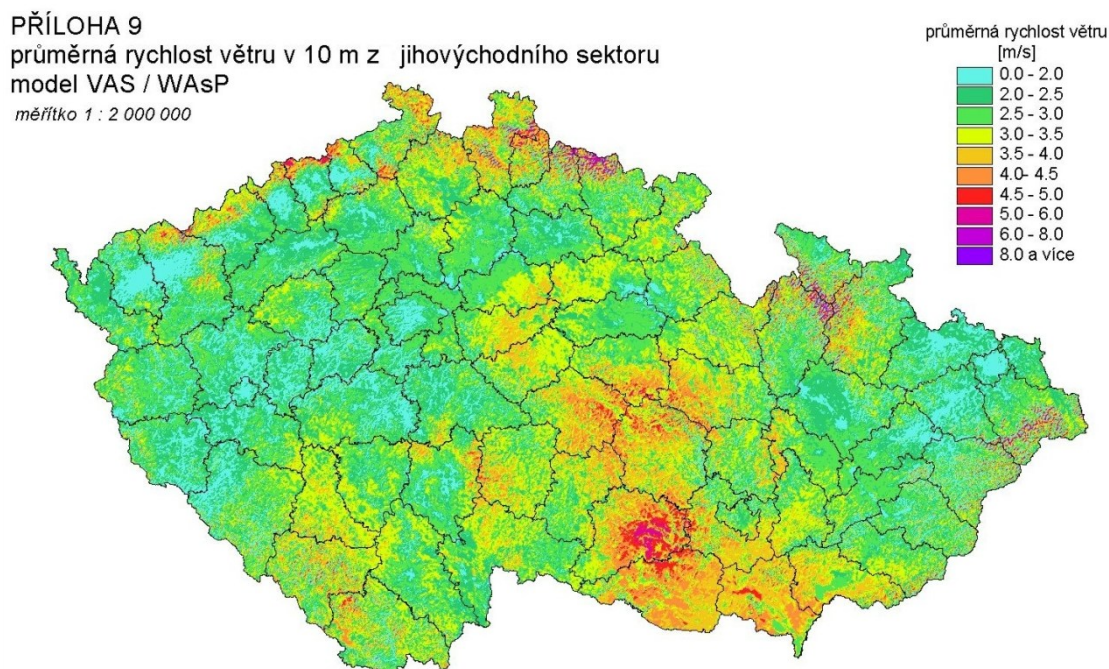 PŘÍLOHA 9
průměrná rychlost větru v 10 m z jihovýchodního sektoru
model VAS / WAsP
měřítko 1 : 2 000 000
průměrná rychlost větru
[m/s]
0.0 - 2.0
2.0 - 2.5
2.5 - 3.0
3.0 - 3.5
3.5 - 4.0
4.0- 4.5
4.5 - 5.0
5.0 - 6.0
6.0 - 8.0
8.0 a více